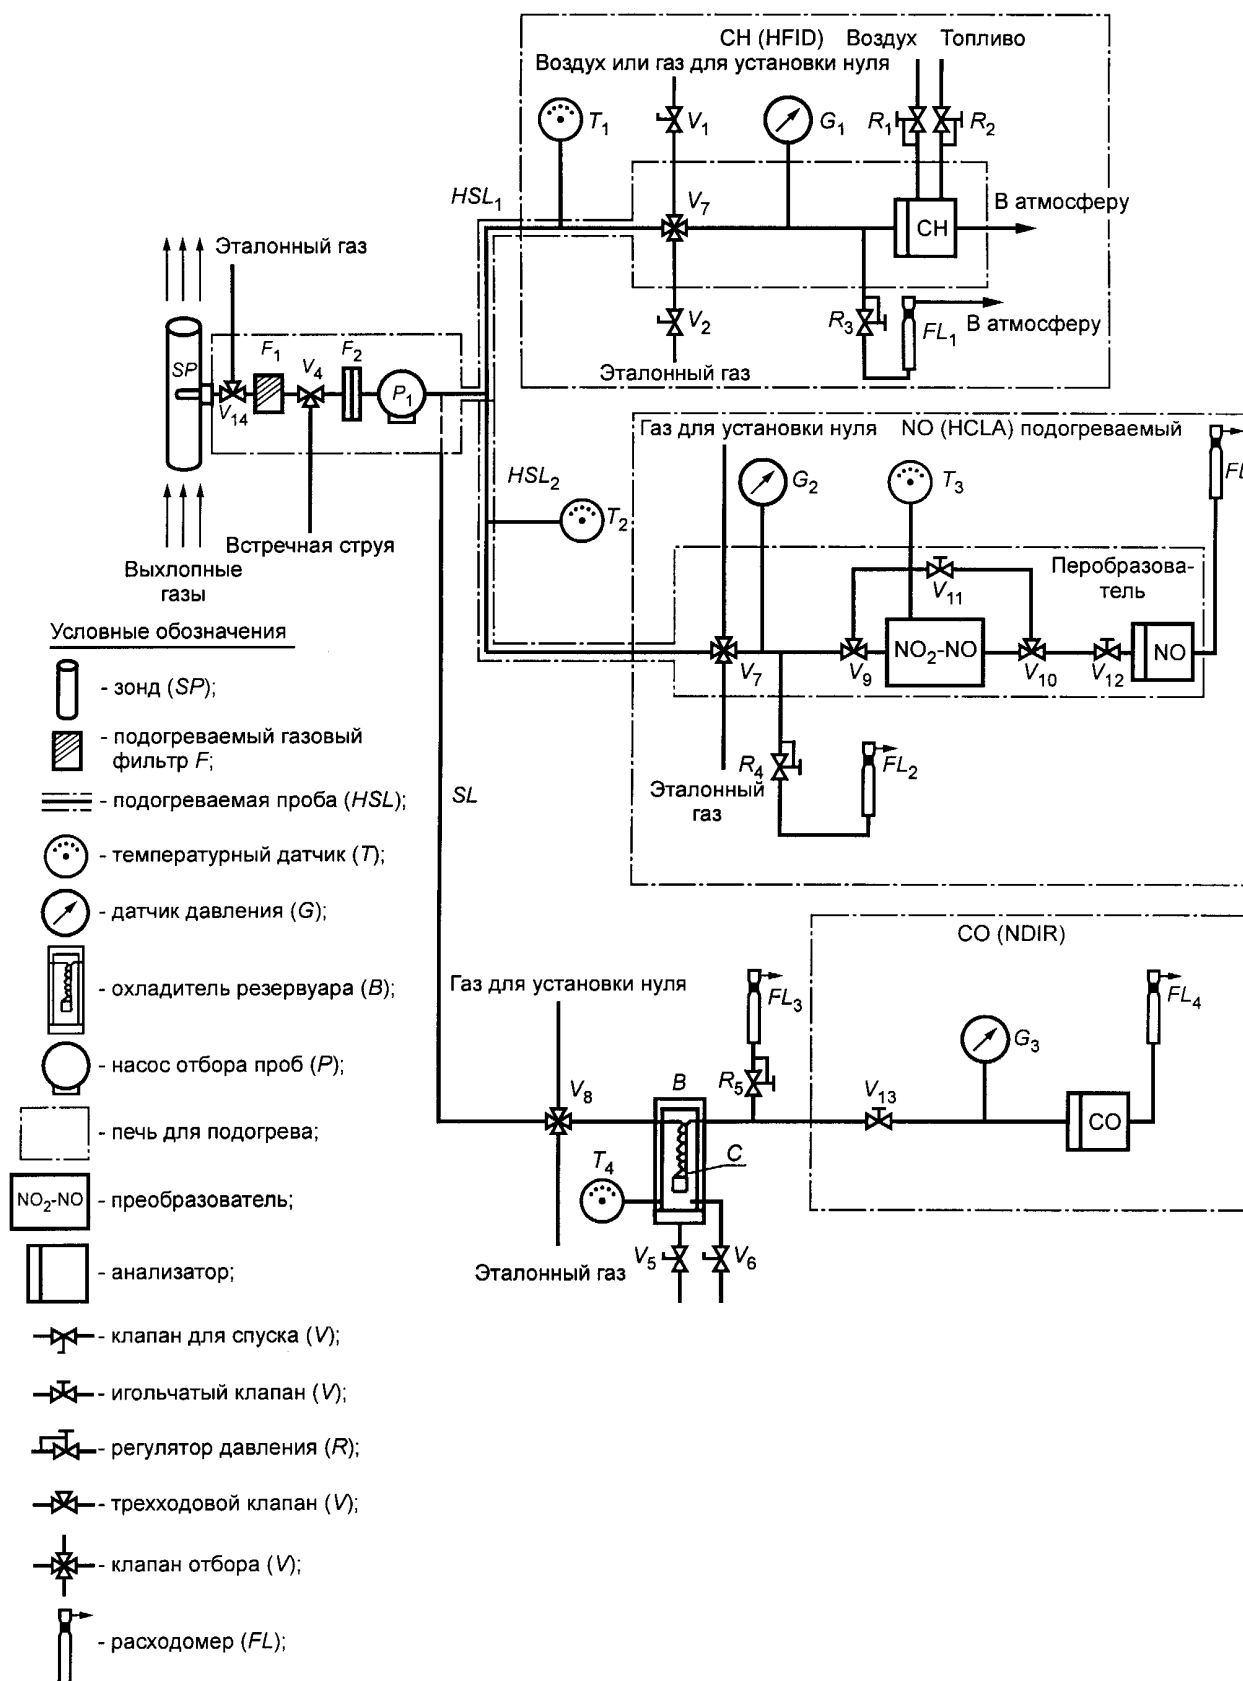 CH (HFID) Воздух Топливо
Воздух или газ для установки нуля
T1
V1
G1
R1
R2
HSL1
V7
CH
В атмосферу
Эталонный газ
V2
R3
FL1
В атмосферу
Эталонный газ
SP
V14
F1
V4
F2
P1
Встречная струя
Выхлопные
газы
HSL2
T2
Газ для установки нуля NO (HCLA) подогреваемый
G2
T3
FL
Перобразова-
тель
V11
V7
V9
NO2-NO
V10
V12
NO
R4
FL2
Эталонный
газ
SL
CO (NDIR)
Газ для установки нуля
FL3
FL4
G3
V8
B
R5
V13
CO
T4
C
V5
V6
Эталонный газ
Условные обозначения
- зонд (SP);
- подогреваемый газовый
фильтр F;
- подогреваемая проба (HSL);
- температурный датчик (T);
- датчик давления (G);
- охладитель резервуара (B);
- насос отбора проб (P);
- печь для подогрева;
NO2-NO - преобразователь;
- анализатор;
- клапан для спуска (V);
- игольчатый клапан (V);
- регулятор давления (R);
- трехходовой клапан (V);
- клапан отбора (V);
- расходомер (FL);